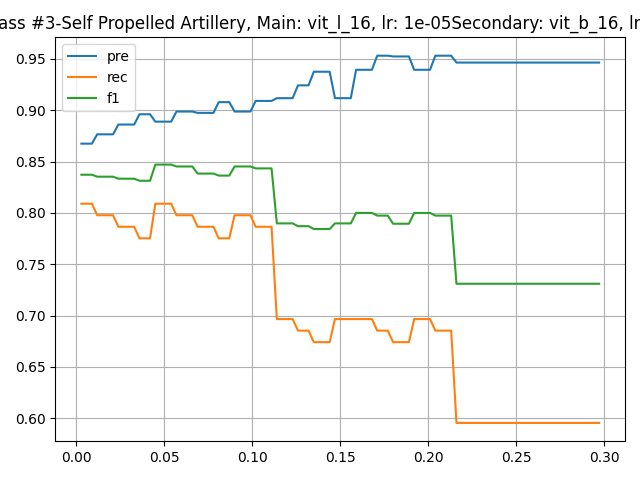 ass #3-Self Propelled Artillery, Main: vit_l_16, lr: 1e-05Secondary: vit_b_16, lr
pre
rec
f1
0.95
0.90
0.85
0.80
0.75
0.70
0.65
0.60
0.00 0.05 0.10 0.15 0.20 0.25 0.30